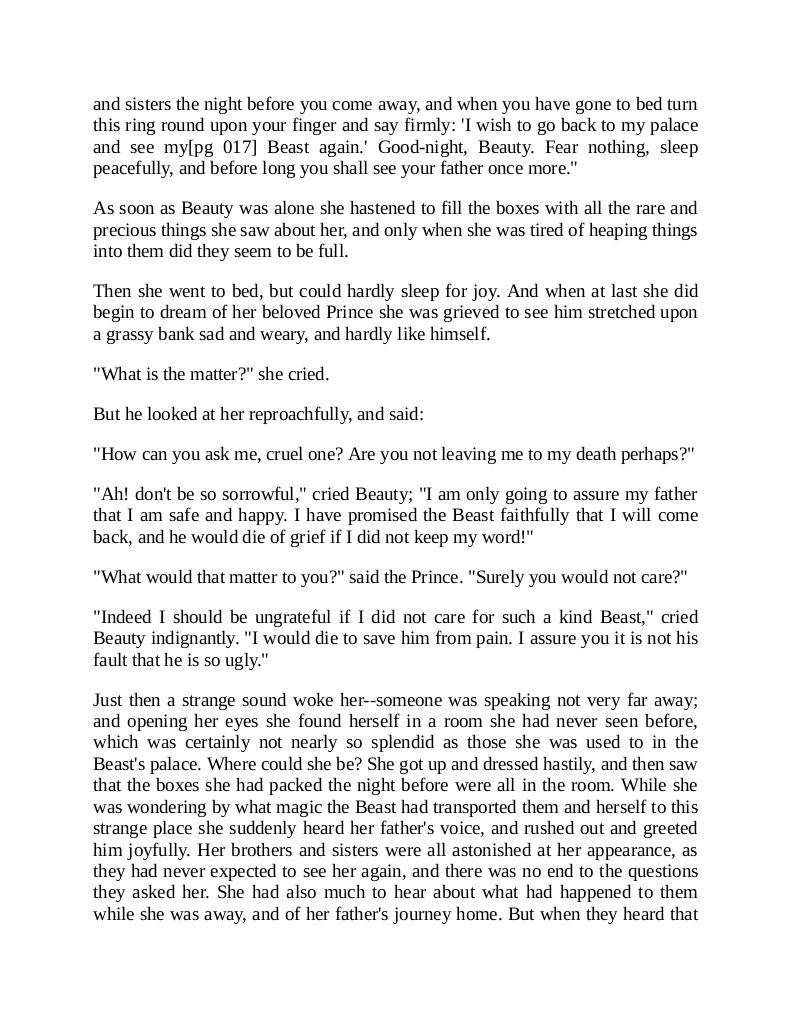 and sisters the night before you come away, and when you have gone to bed turn
this ring round upon your finger and say firmly: 'I wish to go back to my palace
and see my[pg 017] Beast again.' Good-night, Beauty. Fear nothing, sleep
peacefully, and before long you shall see your father once more."
As soon as Beauty was alone she hastened to fill the boxes with all the rare and
precious things she saw about her, and only when she was tired of heaping things
into them did they seem to be full.
Then she went to bed, but could hardly sleep for joy. And when at last she did
begin to dream of her beloved Prince she was grieved to see him stretched upon
a grassy bank sad and weary, and hardly like himself.
"What is the matter?" she cried.
But he looked at her reproachfully, and said:
"How can you ask me, cruel one? Are you not leaving me to my death perhaps?"
"Ah! don't be so sorrowful," cried Beauty; "I am only going to assure my father
that I am safe and happy. I have promised the Beast faithfully that I will come
back, and he would die of grief if I did not keep my word!"
"What would that matter to you?" said the Prince. "Surely you would not care?"
"Indeed I should be ungrateful if I did not care for such a kind Beast," cried
Beauty indignantly. "I would die to save him from pain. I assure you it is not his
fault that he is so ugly."
Just then a strange sound woke her--someone was speaking not very far away;
and opening her eyes she found herself in a room she had never seen before,
which was certainly not nearly so splendid as those she was used to in the
Beast's palace. Where could she be? She got up and dressed hastily, and then saw
that the boxes she had packed the night before were all in the room. While she
was wondering by what magic the Beast had transported them and herself to this
strange place she suddenly heard her father's voice, and rushed out and greeted
him joyfully. Her brothers and sisters were all astonished at her appearance, as
they had never expected to see her again, and there was no end to the questions
they asked her. She had also much to hear about what had happened to them
while she was away, and of her father's journey home. But when they heard that